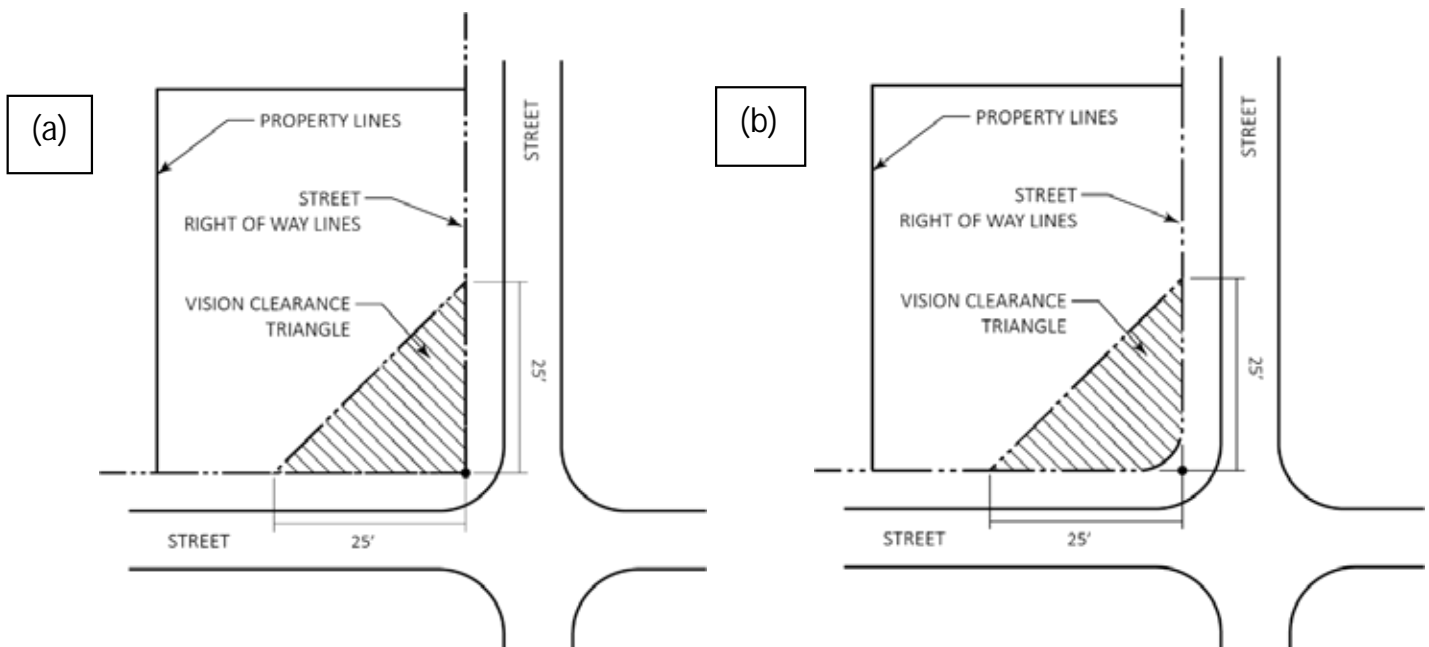 (a)
PROPERTY LINES
STREET
STREET
RIGHT OF WAY LINES
VISION CLEARANCE
TRIANGLE
25'
STREET
25'
(b)
PROPERTY LINES
STREET
STREET
RIGHT OF WAY LINES
VISION CLEARANCE
TRIANGLE
25'
STREET
25'